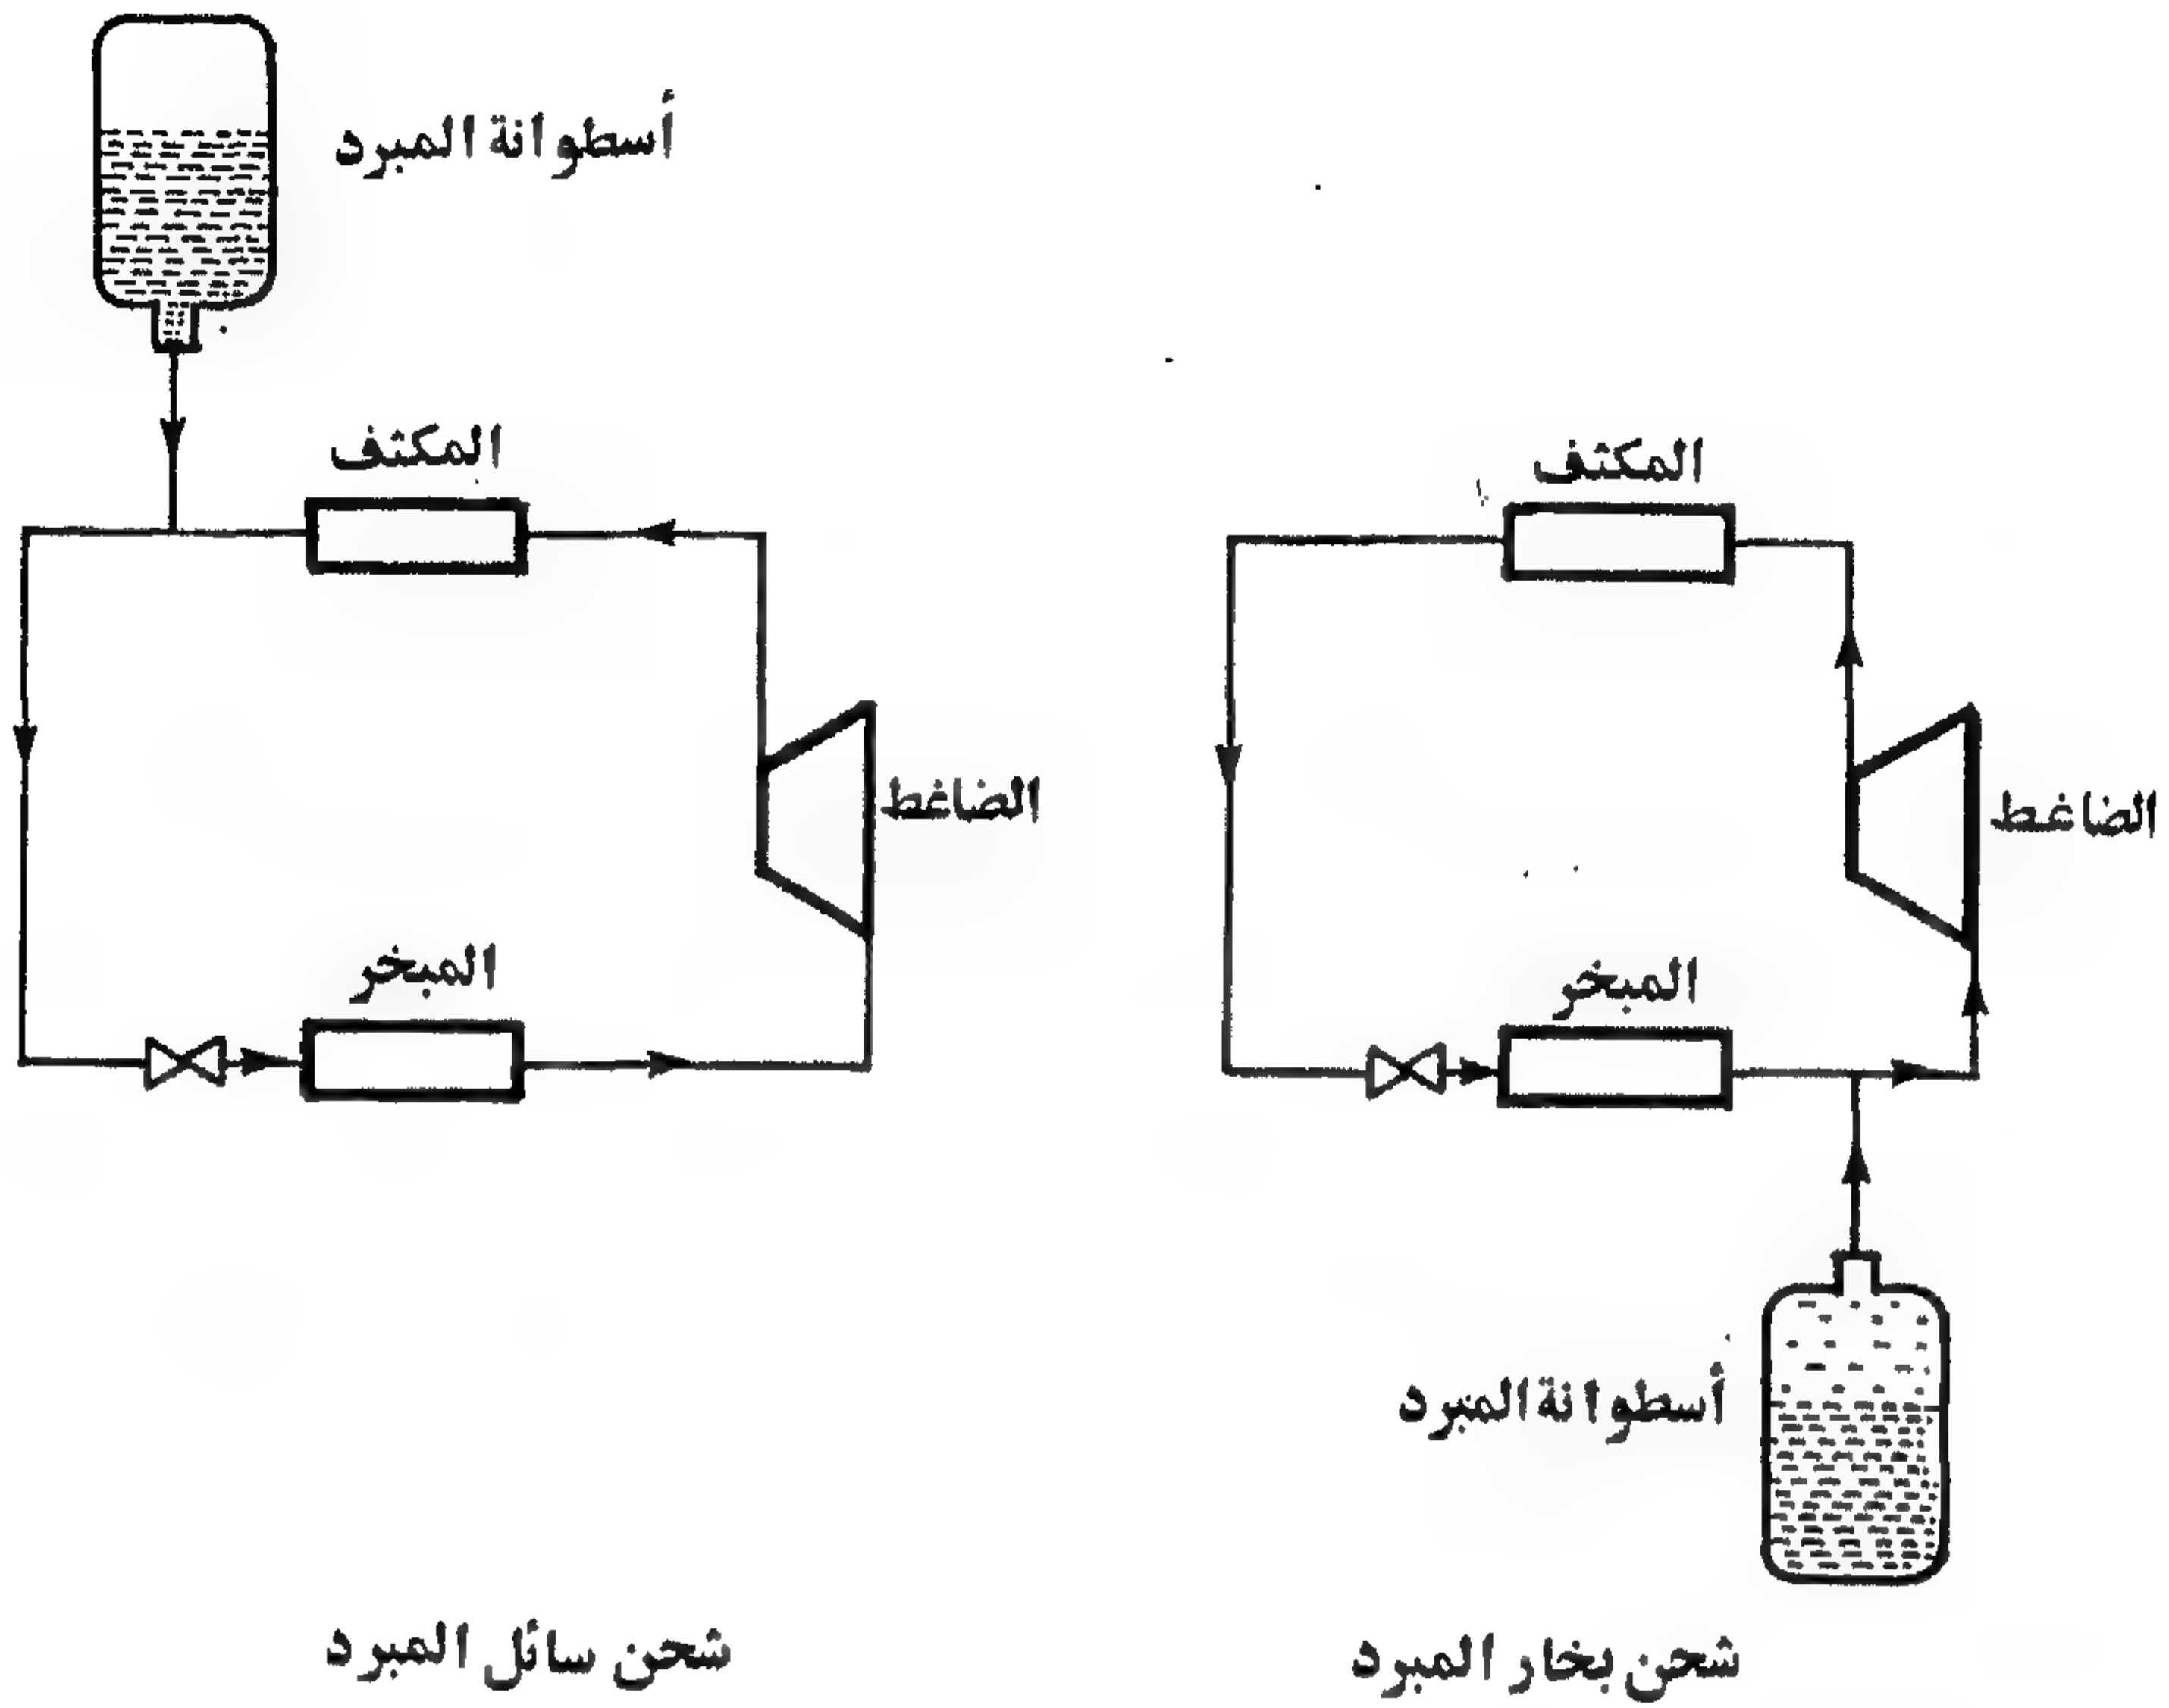 أسطوانة المبرد
المكثف
الضاغط
المبخر
شحن سائل المبرد
المكثف
الضاغط
المبخر
أسطوانة المبرد
شحن بخار المبرد